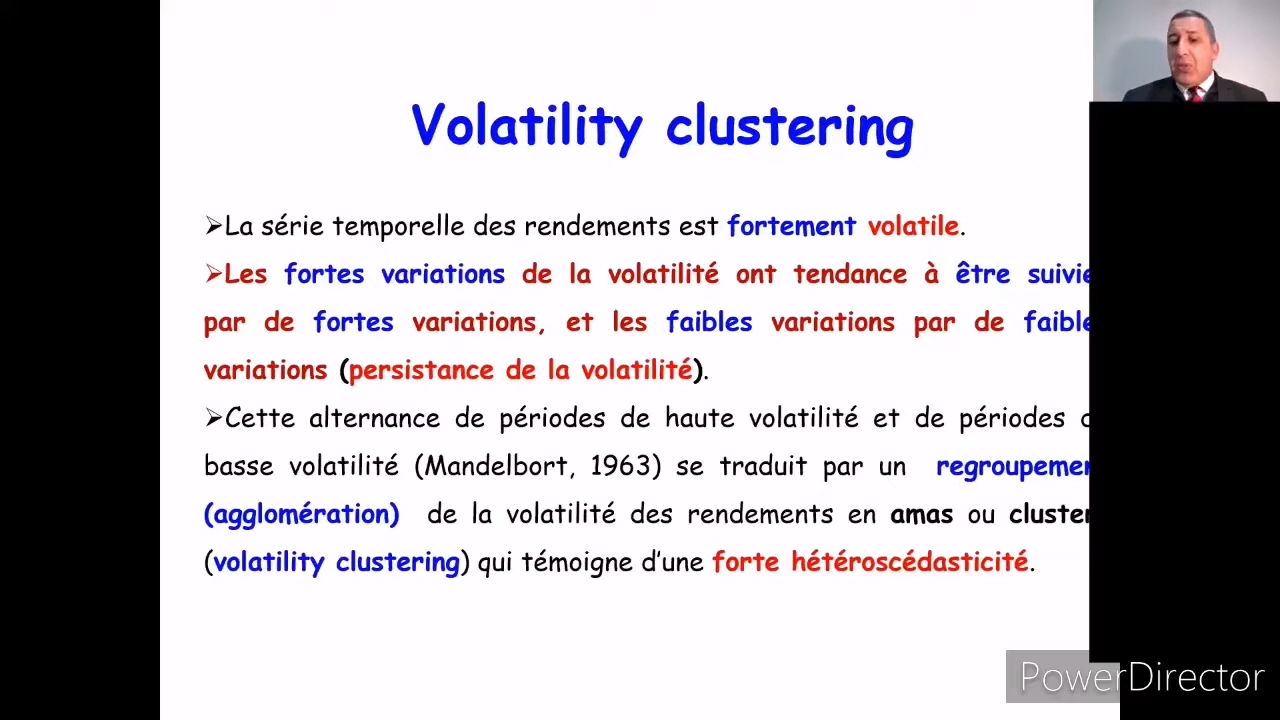 Volatility clustering
➢La série temporelle des rendements est fortement volatile.
➢Les fortes variations de la volatilité ont tendance à être suivie
par de fortes variations, et les faibles variations par de faible
variations (persistance de la volatilité).
➢Cette alternance de périodes de haute volatilité et de périodes
basse volatilité (Mandelbort, 1963) se traduit par un regroupemen
(agglomération) de la volatilité des rendements en amas ou cluster
(volatility clustering) qui témoigne d'une forte hétéroscédasticité.
PowerDirector